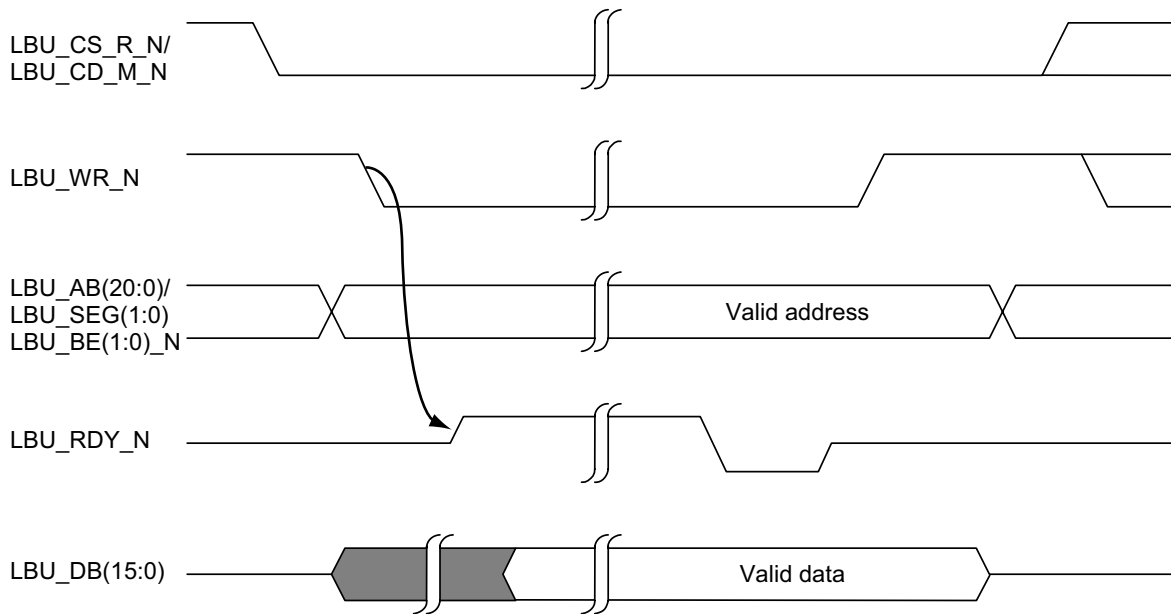 LBU_CS_R_N/
LBU_CD_M_N
LBU_WR_N
LBU_AB(20:0)/
LBU_SEG(1:0)
LBU_BE(1:0)_N
Valid address
LBU_RDY_N
LBU_DB(15:0)
Valid data